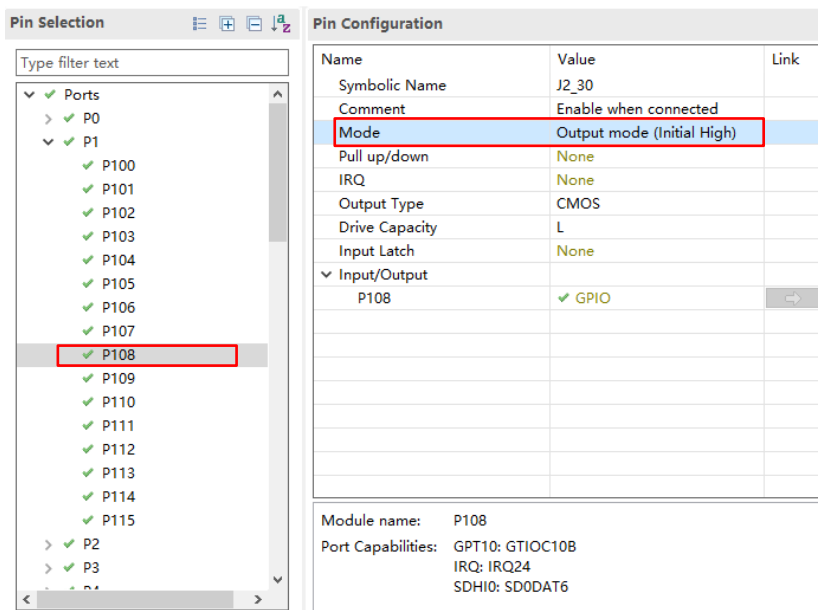 Pin Selection
Type filter text
Ports
P0
P1
P100
P101
P102
P103
P104
P105
P106
P107
P108
P109
P110
P111
P112
P113
P114
P115
P2
P3
Pin Configuration
Name Value Link
Symbolic Name J2_30
Comment Enable when connected
Mode Output mode (Initial High)
Pull up/down None
IRQ None
Output Type CMOS
Drive Capacity L
Input Latch None
Input/Output
P108 GPIO
Module name: P108
Port Capabilities: GPT10: GTIOC10B
IRQ: IRQ24
SDHI0: SD0DAT6